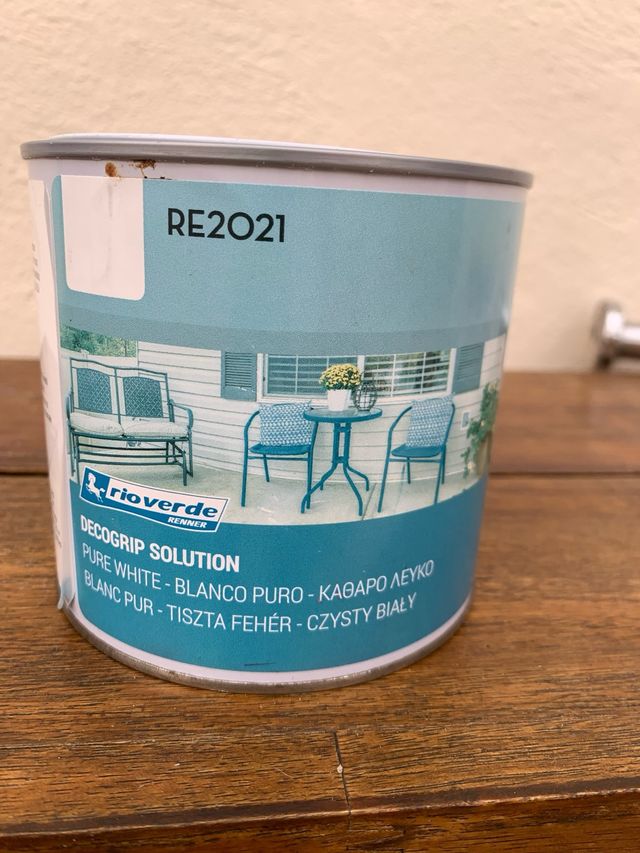 RE2021
rioverde
RENNER
DECOGRIP SOLUTION
PURE WHITE - BLANCO PURO - ΚΑΘΑΡΟ ΛΕΥΚΟ
BLANC PUR - TISZTA FEHÉR - CZYSTY BIAŁY